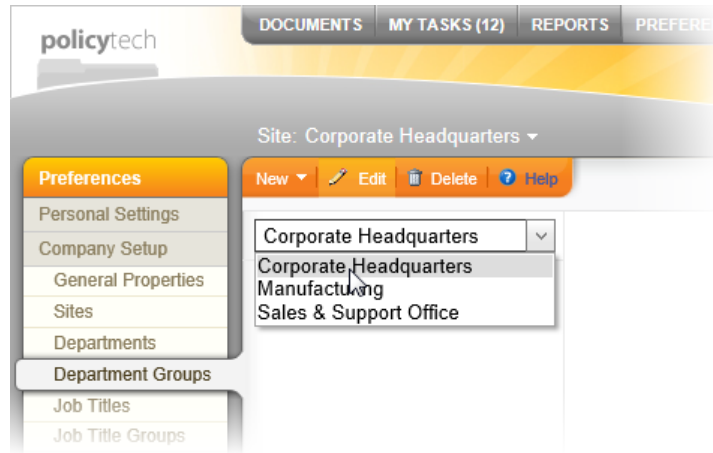 policytech
DOCUMENTS MY TASKS (12) REPORTS PREFERE
Site: Corporate Headquarters
Preferences
New Edit Delete Help
Personal Settings
Company Setup
General Properties
Sites
Departments
Department Groups
Job Titles
Job Title Groups
Corporate Headquarters
Corporate Headquarters
Manufacturing
Sales & Support Office